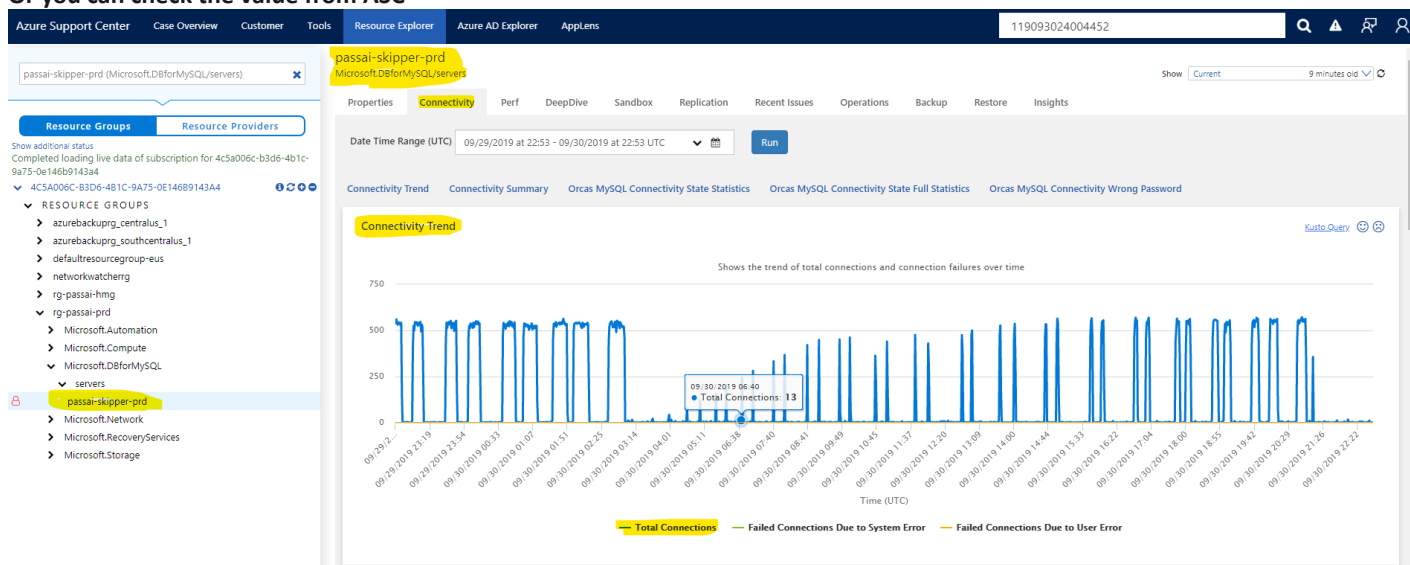 Or you can check the value from ASC
Azure Support Center Case Overview Customer Tools Resource Explorer Azure AD Explorer AppLens 119093024004452
passai-skipper-prd (Microsoft.DBforMySQL/servers)
Resource Groups Resource Providers
Show additional status
Completed loading live data of subscription for 4c5a006c-b3d6-4b1c-
9a75-0e146b9143a4
4C5A006C-B3D6-4B1C-9A75-0E146B9143A4
RESOURCE GROUPS
azurebackuprg_centralus_1
azurebackuprg_southcentralus_1
defaultresourcegroup-eus
networkwatcherrg
rg-passai-hmg
rg-passai-prd
Microsoft.Automation
Microsoft.Compute
Microsoft.DBforMySQL
servers
passai-skipper-prd
Microsoft.Network
Microsoft.RecoveryServices
Microsoft.Storage
passai-skipper-prd
Microsoft.DBforMySQL/servers
Show Current 9 minutes old
Properties Connectivity Perf DeepDive Sandbox Replication Recent Issues Operations Backup Restore Insights
Date Time Range (UTC) 09/29/2019 at 22:53 - 09/30/2019 at 22:53 UTC Run
Connectivity Trend Connectivity Summary Orcas MySQL Connectivity State Statistics Orcas MySQL Connectivity State Full Statistics Orcas MySQL Connectivity Wrong Password
Connectivity Trend Kusto Query
Shows the trend of total connections and connection failures over time
750
500
250
0
09/30/2019 06:40
Total Connections: 13
09/29/2...
09/29/2019 23:19
09/29/2019 23:54
09/30/2019 00:33
09/30/2019 01:07
09/30/2019 01:51
09/30/2019 02:25
09/30/2019 03:14
09/30/2019 04:01
09/30/2019 05:11
09/30/2019 06:38
09/30/2019 07:40
09/30/2019 08:41
09/30/2019 09:49
09/30/2019 10:45
09/30/2019 11:37
09/30/2019 12:20
09/30/2019 13:09
09/30/2019 14:00
09/30/2019 14:44
09/30/2019 15:33
09/30/2019 16:22
09/30/2019 17:04
09/30/2019 18:00
09/30/2019 18:55
09/30/2019 19:42
09/30/2019 20:29
09/30/2019 21:26
09/30/2019 22:22
Time (UTC)
Total Connections Failed Connections Due to System Error Failed Connections Due to User Error